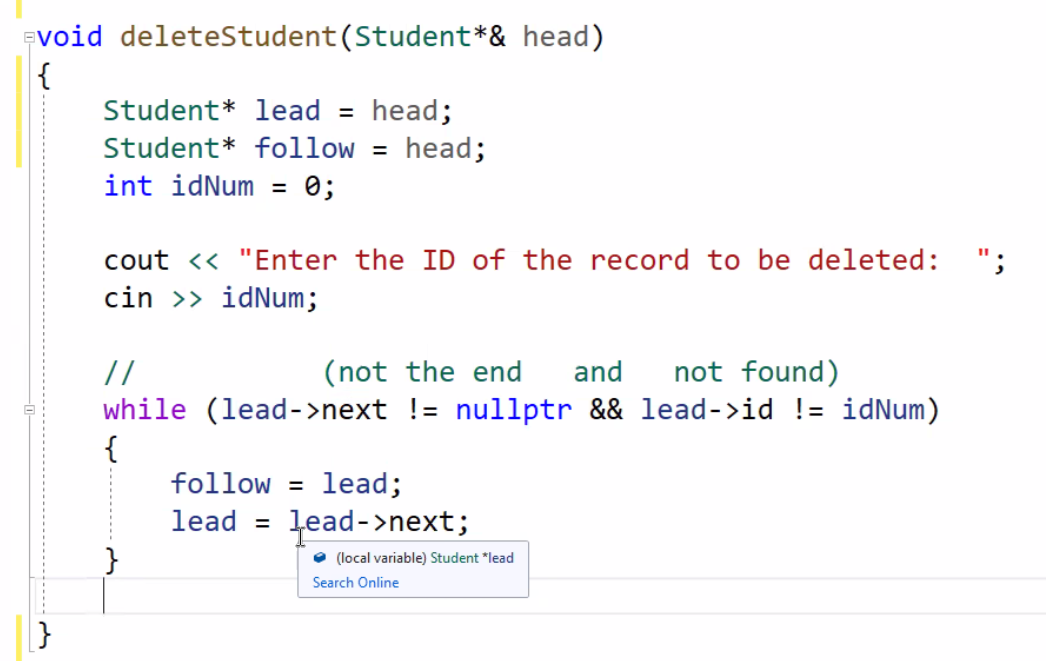 void deleteStudent(Student*& head)
{
    Student* lead = head;
    Student* follow = head;
    int idNum = 0;

    cout << "Enter the ID of the record to be deleted:  ";
    cin >> idNum;

    //           (not the end   and   not found)
    while (lead->next != nullptr && lead->id != idNum)
    {
        follow = lead;
        lead = lead->next;
(local variable) Student *lead
Search Online
    }
}